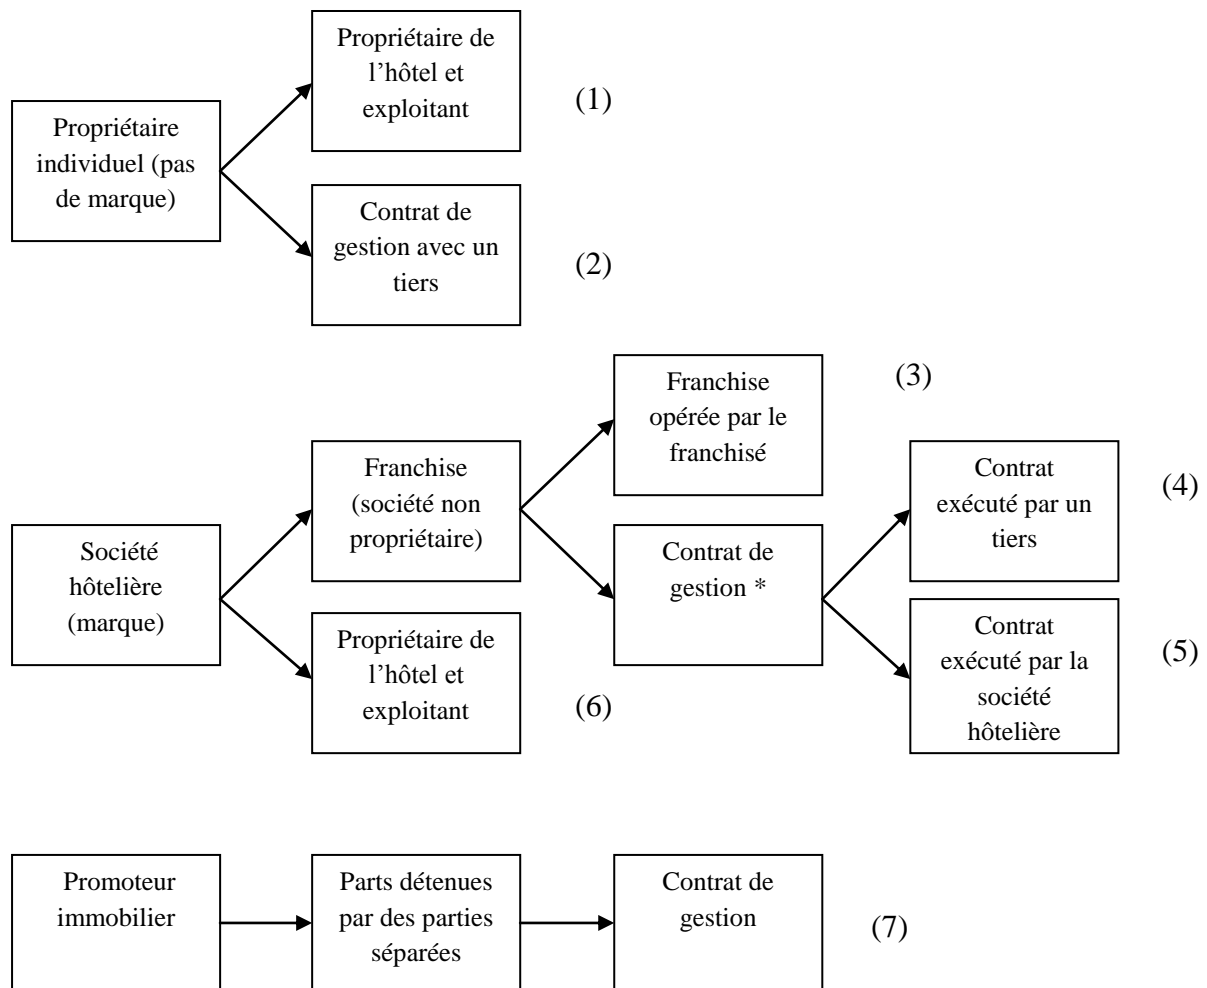 Propriétaire de
l’hôtel et
exploitant
(1)
Propriétaire
individuel (pas
de marque)
Contrat de
gestion avec un
tiers
(2)
Franchise
opérée par le
franchisé
(3)
Franchise
(société non
propriétaire)
Contrat
exécuté par un
tiers
(4)
Société
hôtelière
(marque)
Contrat de
gestion *
Propriétaire de
l’hôtel et
exploitant
(6)
Contrat
exécuté par la
société
hôtelière
(5)
Promoteur
immobilier
Parts détenues
par des parties
séparées
Contrat de
gestion
(7)